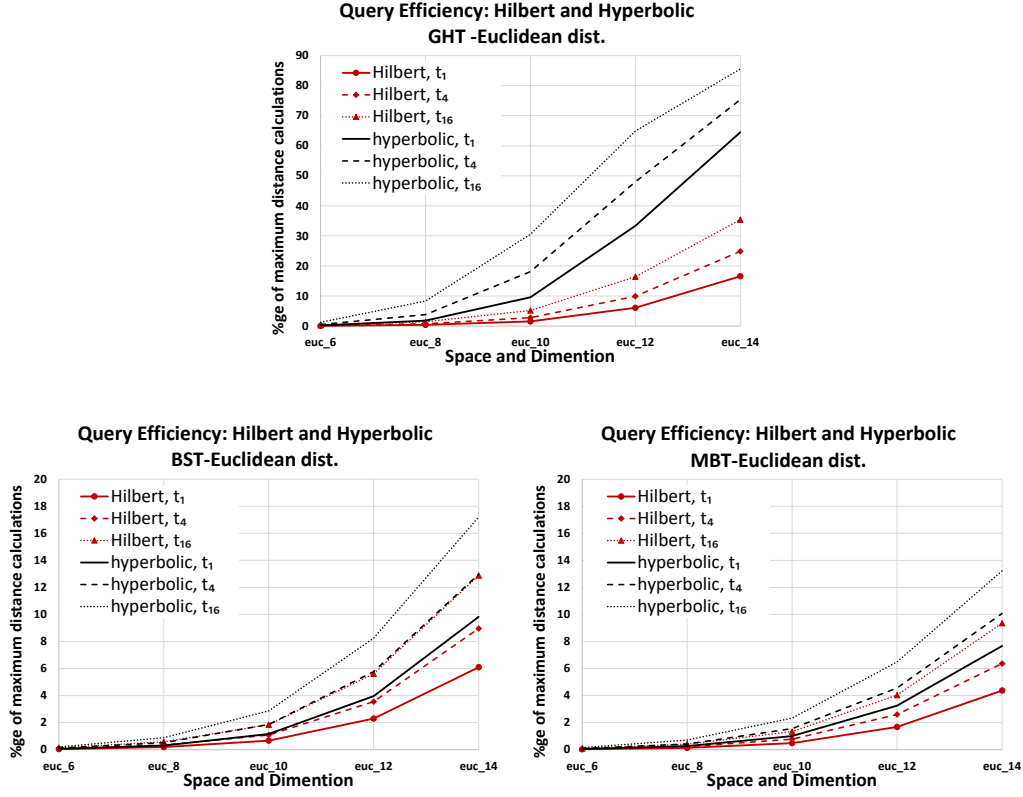 Query Efficiency: Hilbert and Hyperbolic
GHT -Euclidean dist.
%ge of maximum distance calculations
90
80
70
60
50
40
30
20
10
0
Hilbert, t₁
Hilbert, t₄
Hilbert, t₁₆
hyperbolic, t₁
hyperbolic, t₄
hyperbolic, t₁₆
euc_6 euc_8 euc_10 euc_12 euc_14
Space and Dimention
Query Efficiency: Hilbert and Hyperbolic
BST-Euclidean dist.
%ge of maximum distance calculations
20
18
16
14
12
10
8
6
4
2
0
Hilbert, t₁
Hilbert, t₄
Hilbert, t₁₆
hyperbolic, t₁
hyperbolic, t₄
hyperbolic, t₁₆
euc_6 euc_8 euc_10 euc_12 euc_14
Space and Dimention
Query Efficiency: Hilbert and Hyperbolic
MBT-Euclidean dist.
%ge of maximum distance calculations
20
18
16
14
12
10
8
6
4
2
0
Hilbert, t₁
Hilbert, t₄
Hilbert, t₁₆
hyperbolic, t₁
hyperbolic, t₄
hyperbolic, t₁₆
euc_6 euc_8 euc_10 euc_12 euc_14
Space and Dimention